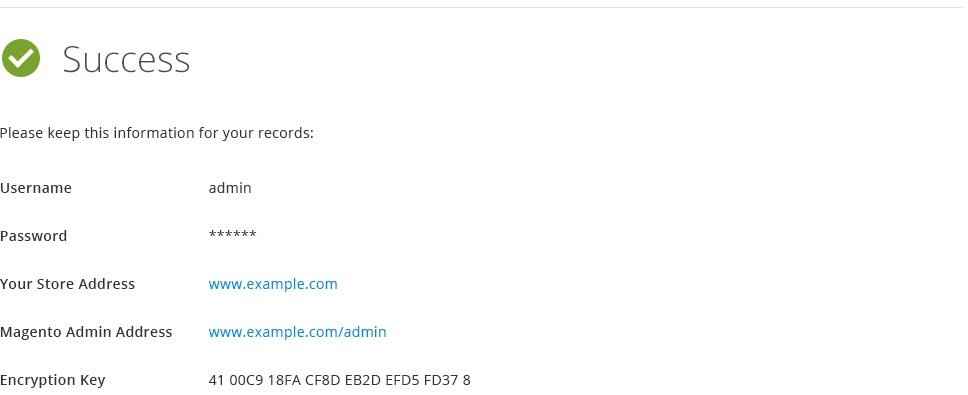 Success
Please keep this information for your records:
Username admin
Password ******
Your Store Address www.example.com
Magento Admin Address www.example.com/admin
Encryption Key 41 00C9 18FA CF8D EB2D EFD5 FD37 8